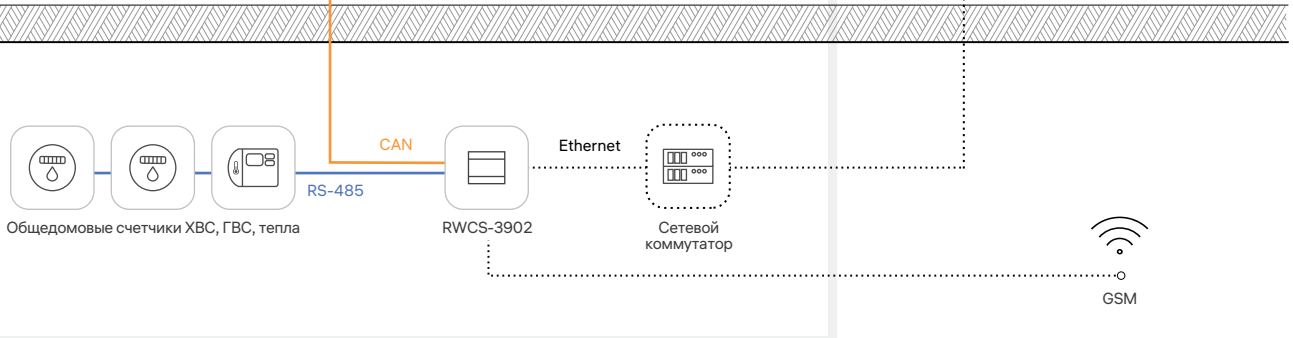 CAN
Ethernet
RS-485
Общедомовые счетчики ХВС, ГВС, тепла
RWCS-3902
Сетевой
коммутатор
GSM